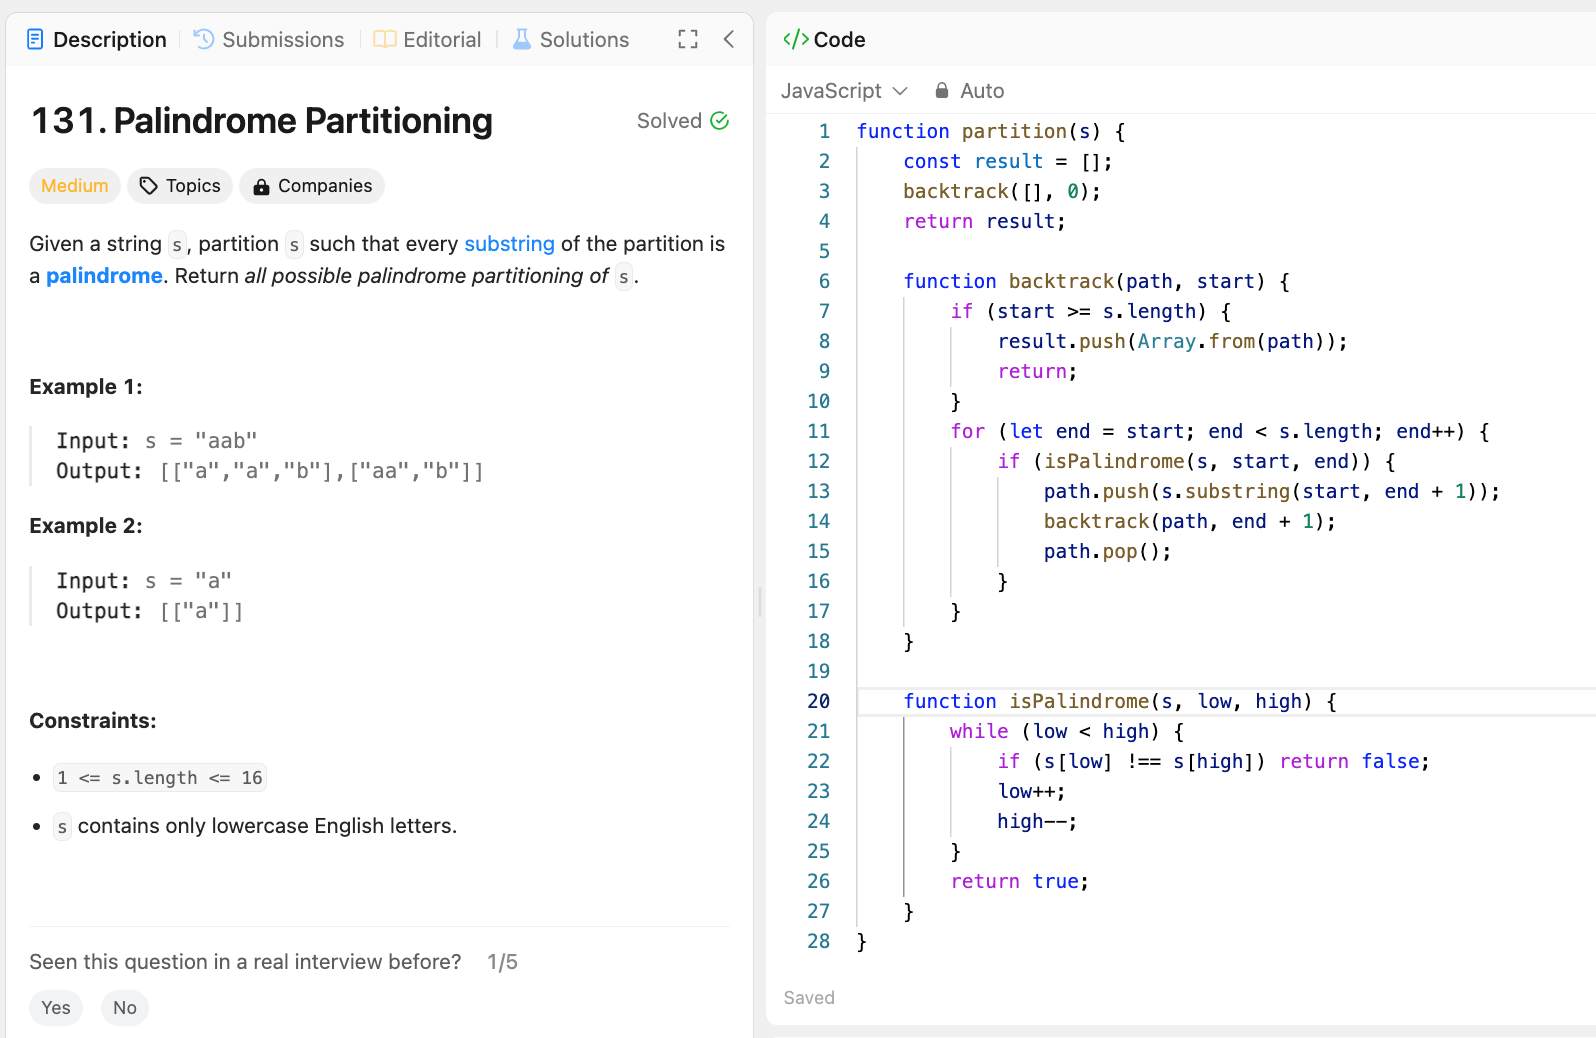 Description
Submissions
Editorial
Solutions
131. Palindrome Partitioning
Solved
Medium
Topics
Companies
Given a string s, partition s such that every substring of the partition is
a palindrome. Return all possible palindrome partitioning of s.
Example 1:
Input: s = "aab"
Output: [["a","a","b"],["aa","b"]]
Example 2:
Input: s = "a"
Output: [["a"]]
Constraints:
• 1 <= s.length <= 16
• s contains only lowercase English letters.
Seen this question in a real interview before? 1/5
Yes
No
</> Code
JavaScript
Auto
1 function partition(s) {
2     const result = [];
3     backtrack([], 0);
4     return result;
5
6     function backtrack(path, start) {
7         if (start >= s.length) {
8             result.push(Array.from(path));
9             return;
10         }
11         for (let end = start; end < s.length; end++) {
12             if (isPalindrome(s, start, end)) {
13                 path.push(s.substring(start, end + 1));
14                 backtrack(path, end + 1);
15                 path.pop();
16             }
17         }
18     }
19
20     function isPalindrome(s, low, high) {
21         while (low < high) {
22             if (s[low] !== s[high]) return false;
23             low++;
24             high--;
25         }
26         return true;
27     }
28 }
Saved